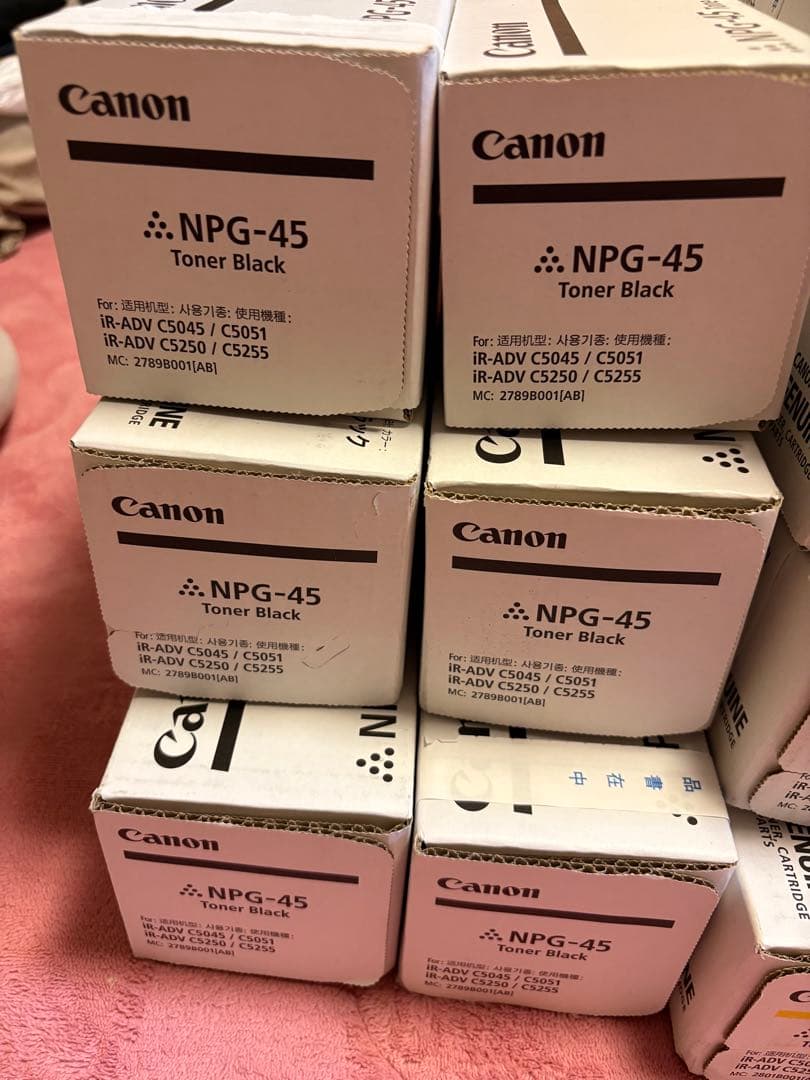 Canon
NPG-45
Toner Black
For: 适用机型: 사용기종: 使用機種:
iR-ADV C5045 / C5051
iR-ADV C5250 / C5255
MC: 2789B001[AB]
Canon
Canon
NPG-45
Toner Black
For: 适用机型: 사용기종: 使用機種:
iR-ADV C5045 / C5051
iR-ADV C5250 / C5255
MC: 2789B001[AB]
Canon
NPG-45
Toner Black
For: 适用机型: 사용기종: 使用機種:
iR-ADV C5045 / C5051
iR-ADV C5250 / C5255
MC: 2789B001[AB]
Canon
NPG-45
Toner Black
For: 适用机型: 사용기종: 使用機種:
iR-ADV C5045 / C5051
iR-ADV C5250 / C5255
MC: 2789B001[AB]
Canon
NPG-45
Toner Black
For: 适用机型: 사용기종: 使用機種:
iR-ADV C5045 / C5051
iR-ADV C5250 / C5255
MC: 2789B001[AB]
品書在中
Canon
NPG-45
Toner Black
For: 适用机型: 사용기종: 使用機種:
iR-ADV C5045 / C5051
iR-ADV C5250 / C5255
MC: 2789B001[AB]
CARTRIDGE